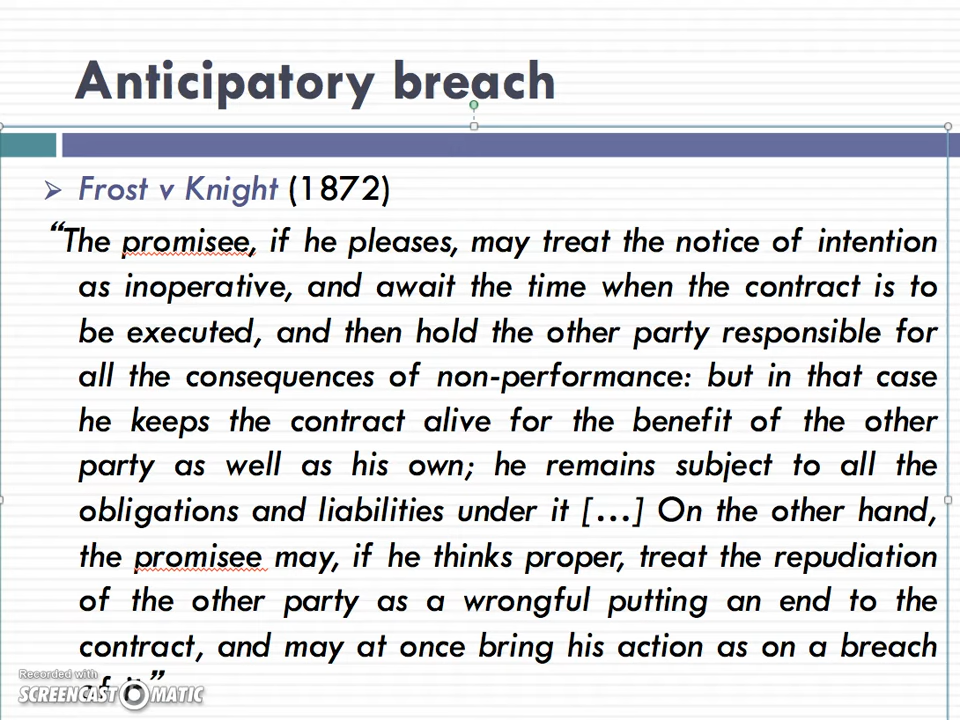 Anticipatory breach
➢ Frost v Knight (1872)
“The promisee, if he pleases, may treat the notice of intention
as inoperative, and await the time when the contract is to
be executed, and then hold the other party responsible for
all the consequences of non-performance: but in that case
he keeps the contract alive for the benefit of the other
party as well as his own; he remains subject to all the
obligations and liabilities under it […] On the other hand,
the promisee may, if he thinks proper, treat the repudiation
of the other party as a wrongful putting an end to the
contract, and may at once bring his action as on a breach
of it”
Recorded with
SCREENCAST-O-MATIC